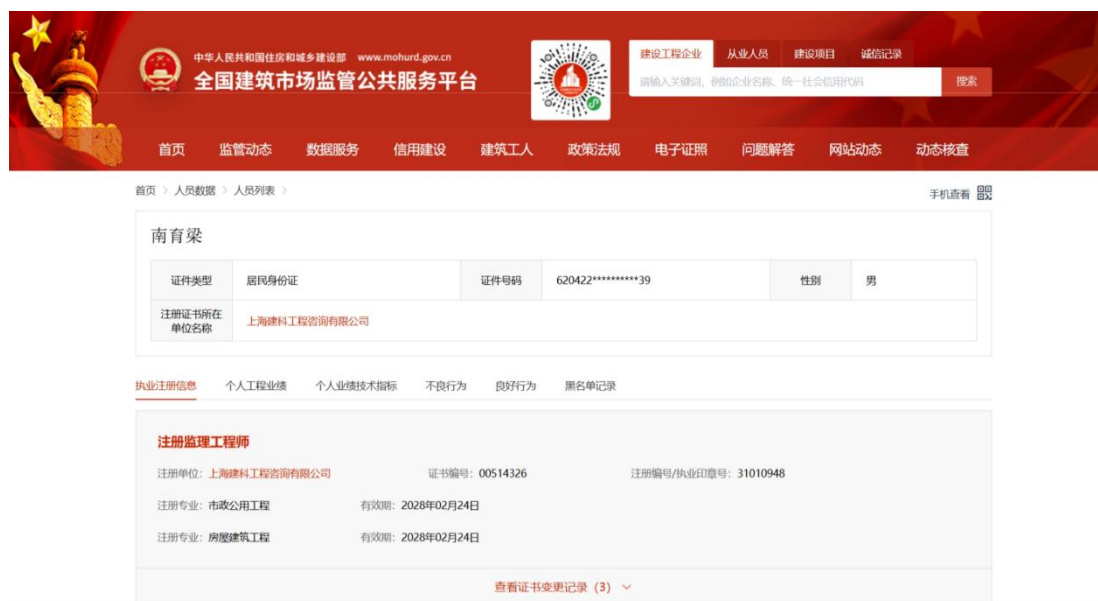 中华人民共和国住房和城乡建设部 www.mohurd.gov.cn
全国建筑市场监管公共服务平台
建设工程企业 从业人员 建设项目 诚信记录
请输入关键词，例如企业名称、统一社会信用代码 搜索
首页 监管动态 数据服务 信用建设 建筑工人 政策法规 电子证照 问题解答 网站动态 动态核查
首页 > 人员数据 > 人员列表 >
手机查看
南育梁
证件类型 居民身份证 证件号码 620422**********39 性别 男
注册证书所在
单位名称 上海建科工程咨询有限公司
执业注册信息 个人工程业绩 个人业绩技术指标 不良行为 良好行为 黑名单记录
注册监理工程师
注册单位：上海建科工程咨询有限公司 证书编号：00514326 注册编号/执业印章号：31010948
注册专业：市政公用工程 有效期：2028年02月24日
注册专业：房屋建筑工程 有效期：2028年02月24日
查看证书变更记录（3）